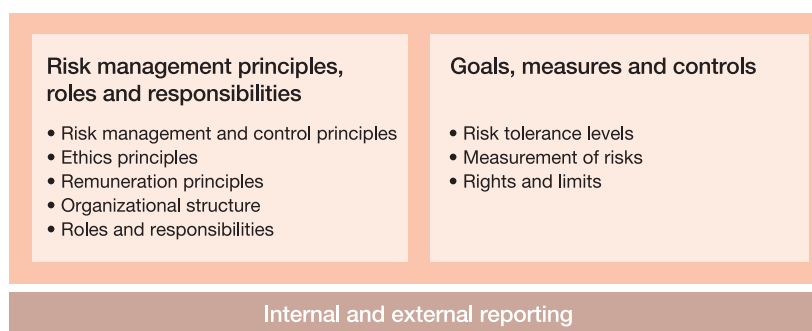 Risk management principles,
roles and responsibilities
• Risk management and control principles
• Ethics principles
• Remuneration principles
• Organizational structure
• Roles and responsibilities
Goals, measures and controls
• Risk tolerance levels
• Measurement of risks
• Rights and limits
Internal and external reporting